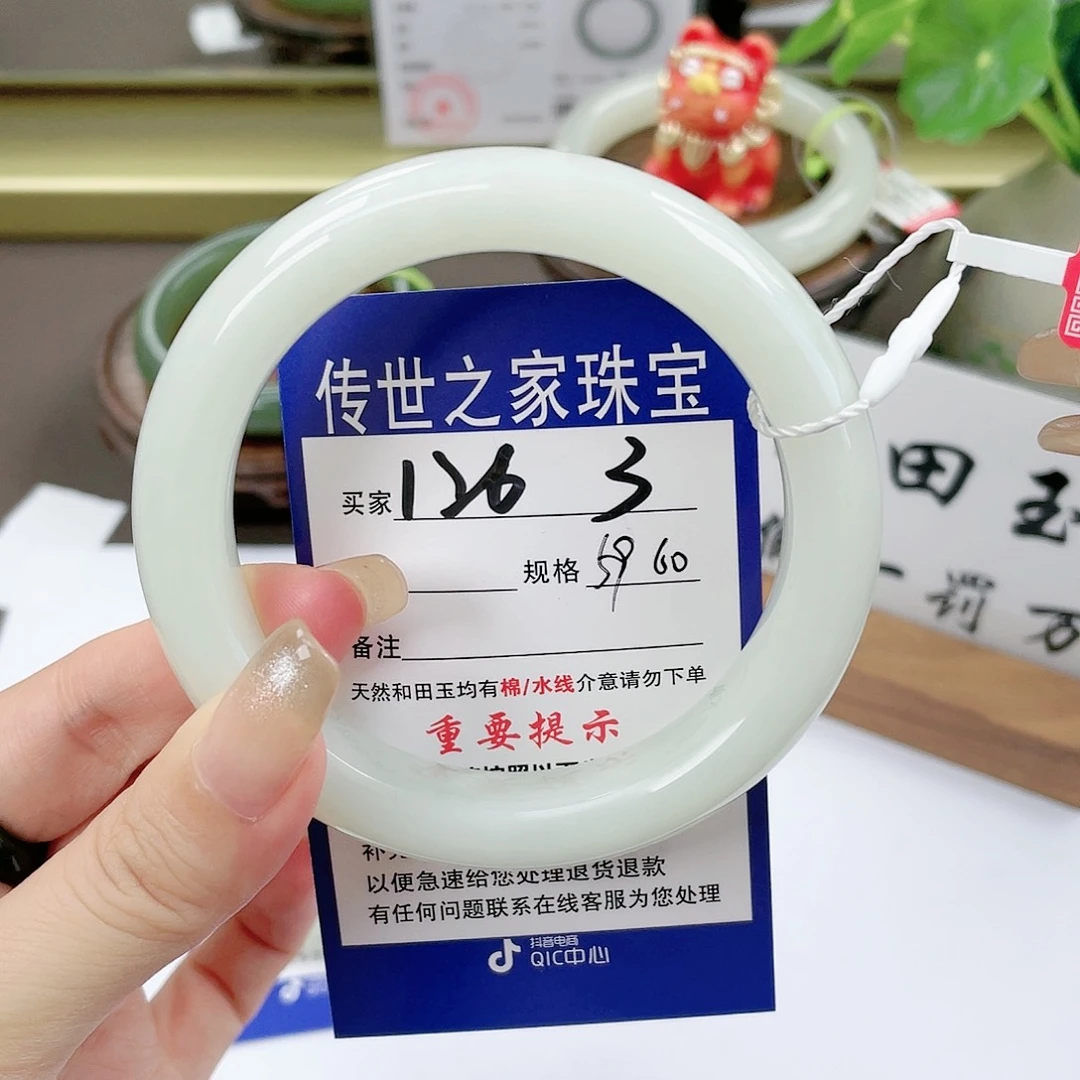 传世之家珠宝
买家 126 3
规格 59 60
备注
天然和田玉均有棉/水线介意请勿下单
重要提示
以便急速给您处理退货退款
有任何问题联系在线客服为您处理
抖音电商
QIC中心
田玉
一罚万